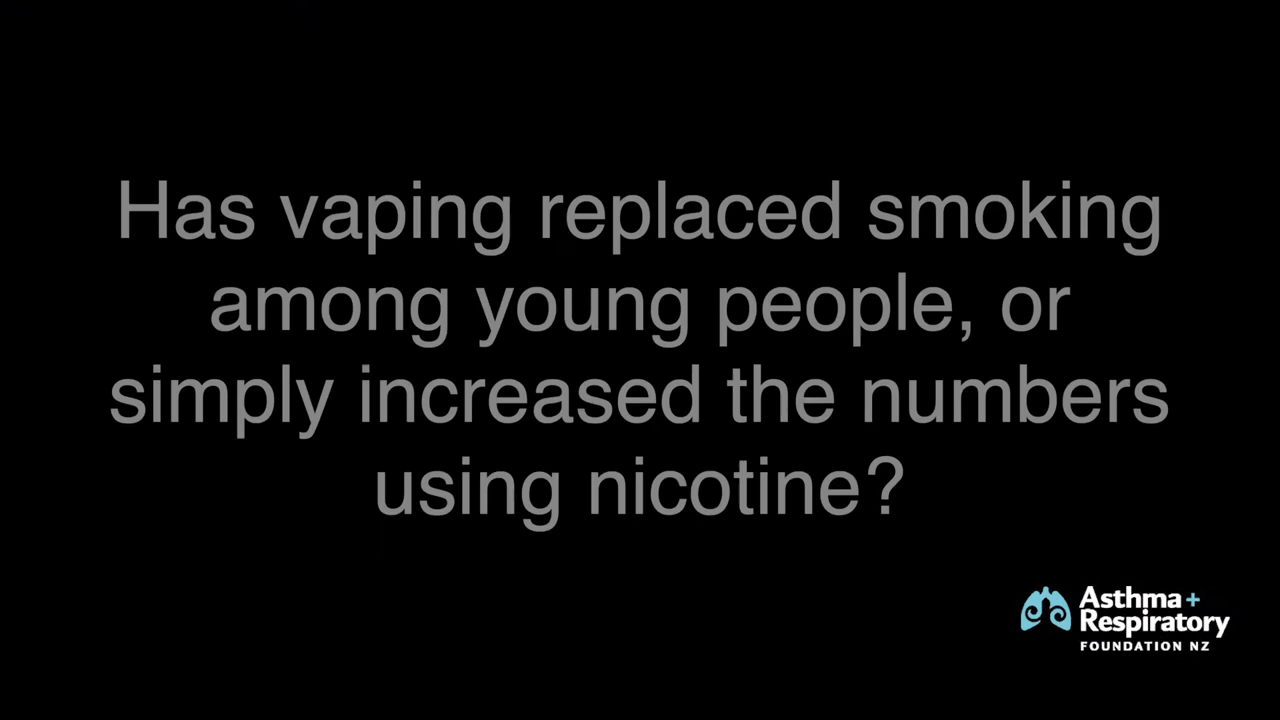 Has vaping replaced smoking
among young people, or
simply increased the numbers
using nicotine?
Asthma+
Respiratory
FOUNDATION NZ